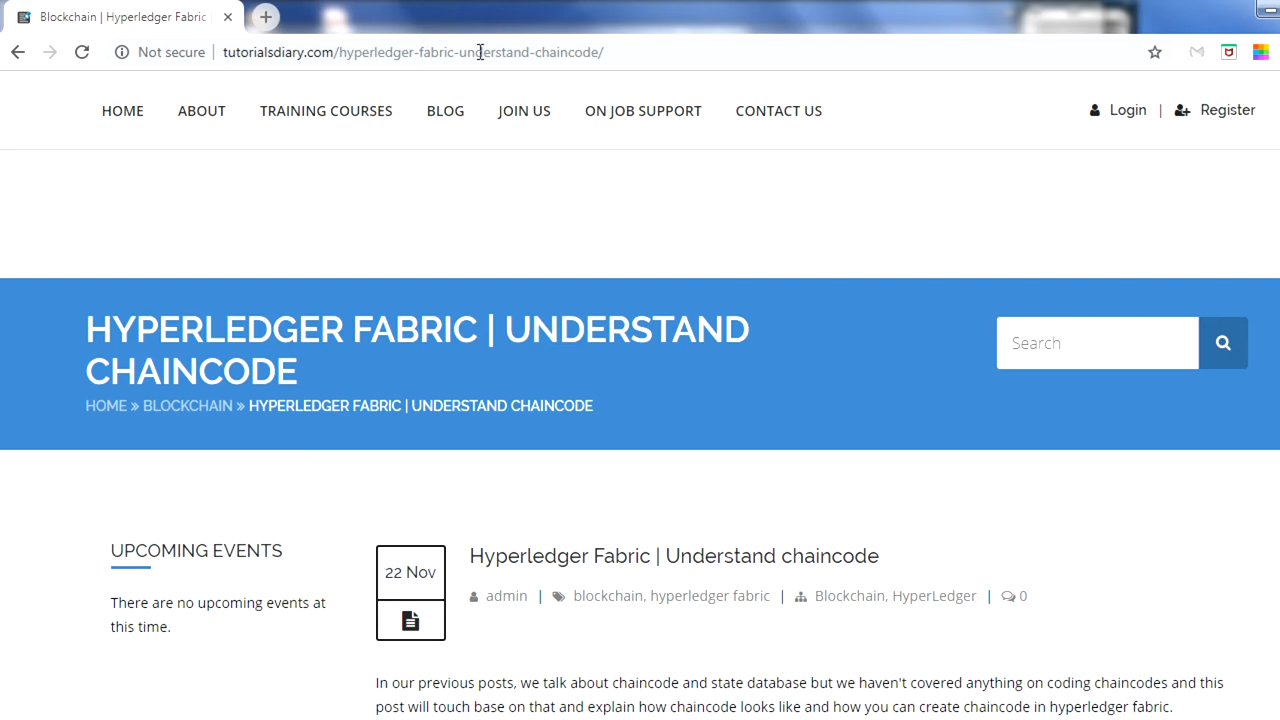 Blockchain | Hyperledger Fabric
Not secure | tutorialsdiary.com/hyperledger-fabric-understand-chaincode/
HOME ABOUT TRAINING COURSES BLOG JOIN US ON JOB SUPPORT CONTACT US
Login | Register
HYPERLEDGER FABRIC | UNDERSTAND
CHAINCODE
Search
HOME » BLOCKCHAIN » HYPERLEDGER FABRIC | UNDERSTAND CHAINCODE
UPCOMING EVENTS
There are no upcoming events at
this time.
22 Nov
Hyperledger Fabric | Understand chaincode
admin | blockchain, hyperledger fabric | Blockchain, HyperLedger | 0
In our previous posts, we talk about chaincode and state database but we haven't covered anything on coding chaincodes and this
post will touch base on that and explain how chaincode looks like and how you can create chaincode in hyperledger fabric.